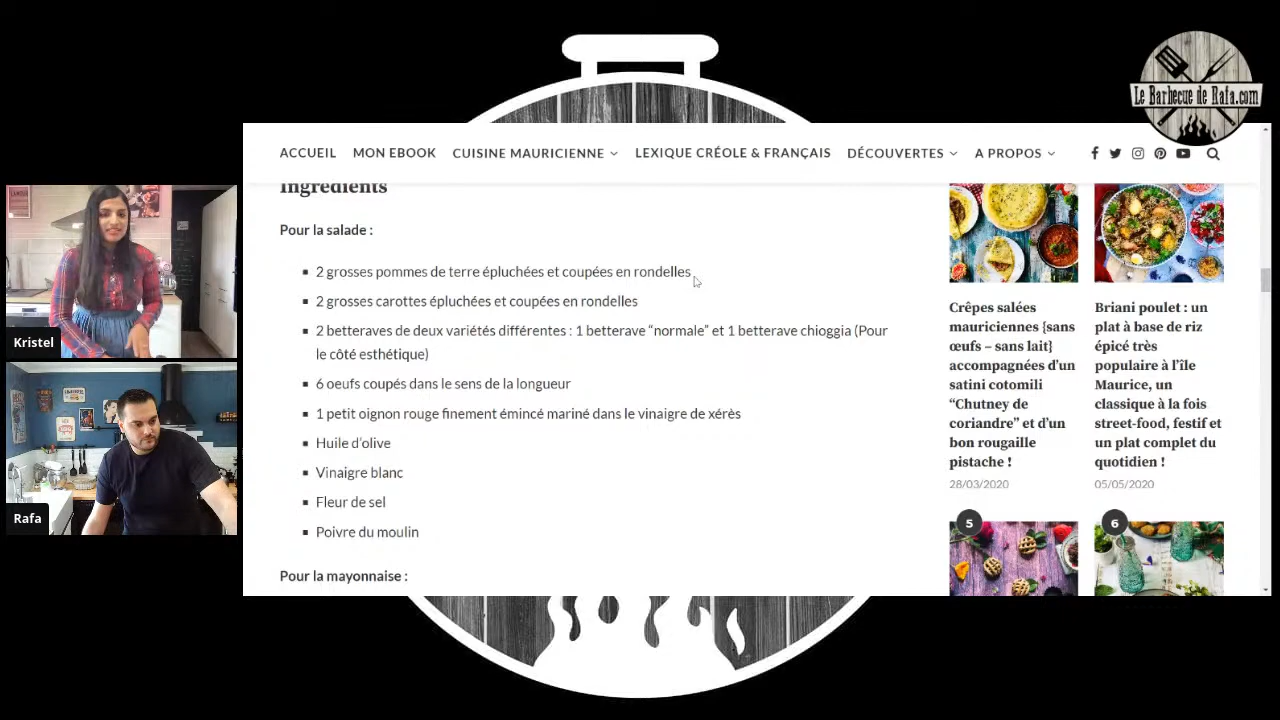 Le Barbecue de Rafa.com
ACCUEIL MON EBOOK CUISINE MAURICIENNE LEXIQUE CRÉOLE & FRANÇAIS DÉCOUVERTES A PROPOS
Ingrédients
Pour la salade :
2 grosses pommes de terre épluchées et coupées en rondelles
2 grosses carottes épluchées et coupées en rondelles
2 betteraves de deux variétés différentes : 1 betterave “normale” et 1 betterave chioggia (Pour
le côté esthétique)
6 oeufs coupés dans le sens de la longueur
1 petit oignon rouge finement émincé mariné dans le vinaigre de xérès
Huile d’olive
Vinaigre blanc
Fleur de sel
Poivre du moulin
Pour la mayonnaise :
Crêpes salées
mauriciennes {sans
œufs – sans lait}
accompagnées d’un
satini cotomili
“Chutney de
coriandre” et d’un
bon rougaille
pistache !
28/03/2020
Briani poulet : un
plat à base de riz
épicé très
populaire à l’île
Maurice, un
classique à la fois
street-food, festif et
un plat complet du
quotidien !
05/05/2020
5
6
Kristel
Rafa